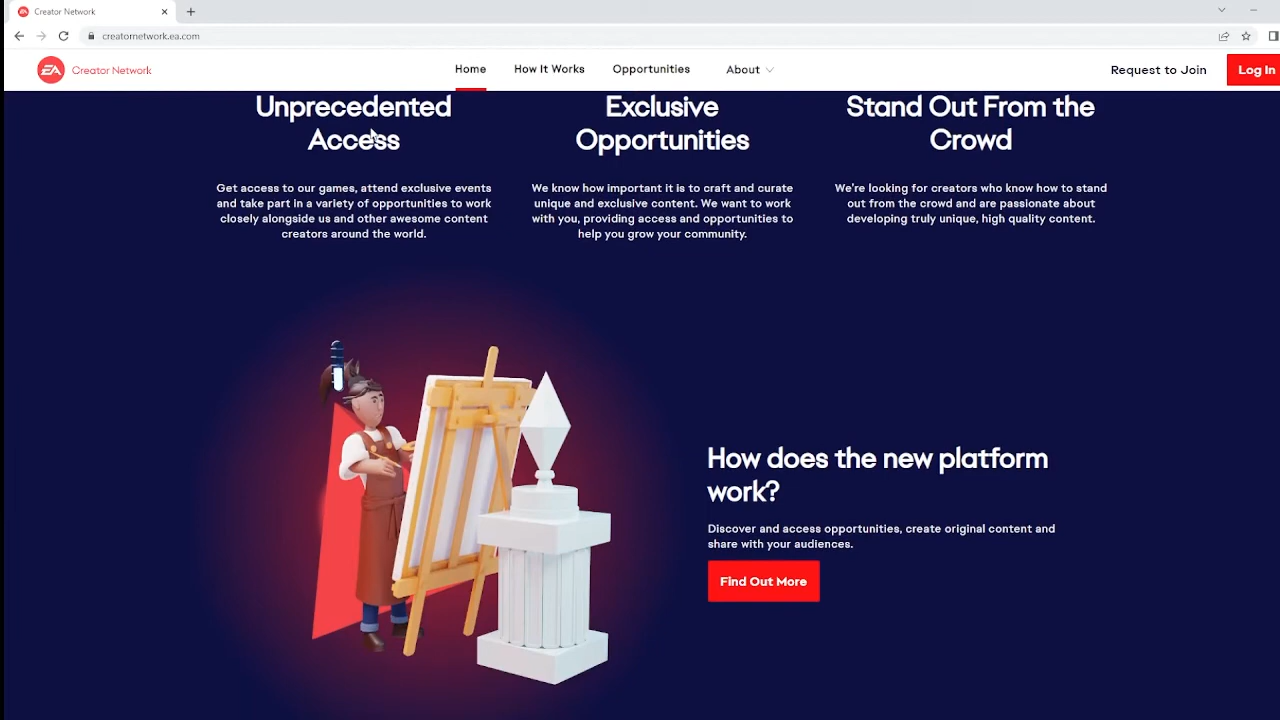 Creator Network
creatornetwork.ea.com
EA Creator Network
Home How It Works Opportunities About
Request to Join Log In
Unprecedented
Access
Get access to our games, attend exclusive events
and take part in a variety of opportunities to work
closely alongside us and other awesome content
creators around the world.
Exclusive
Opportunities
We know how important it is to craft and curate
unique and exclusive content. We want to work
with you, providing access and opportunities to
help you grow your community.
Stand Out From the
Crowd
We're looking for creators who know how to stand
out from the crowd and are passionate about
developing truly unique, high quality content.
How does the new platform
work?
Discover and access opportunities, create original content and
share with your audiences.
Find Out More